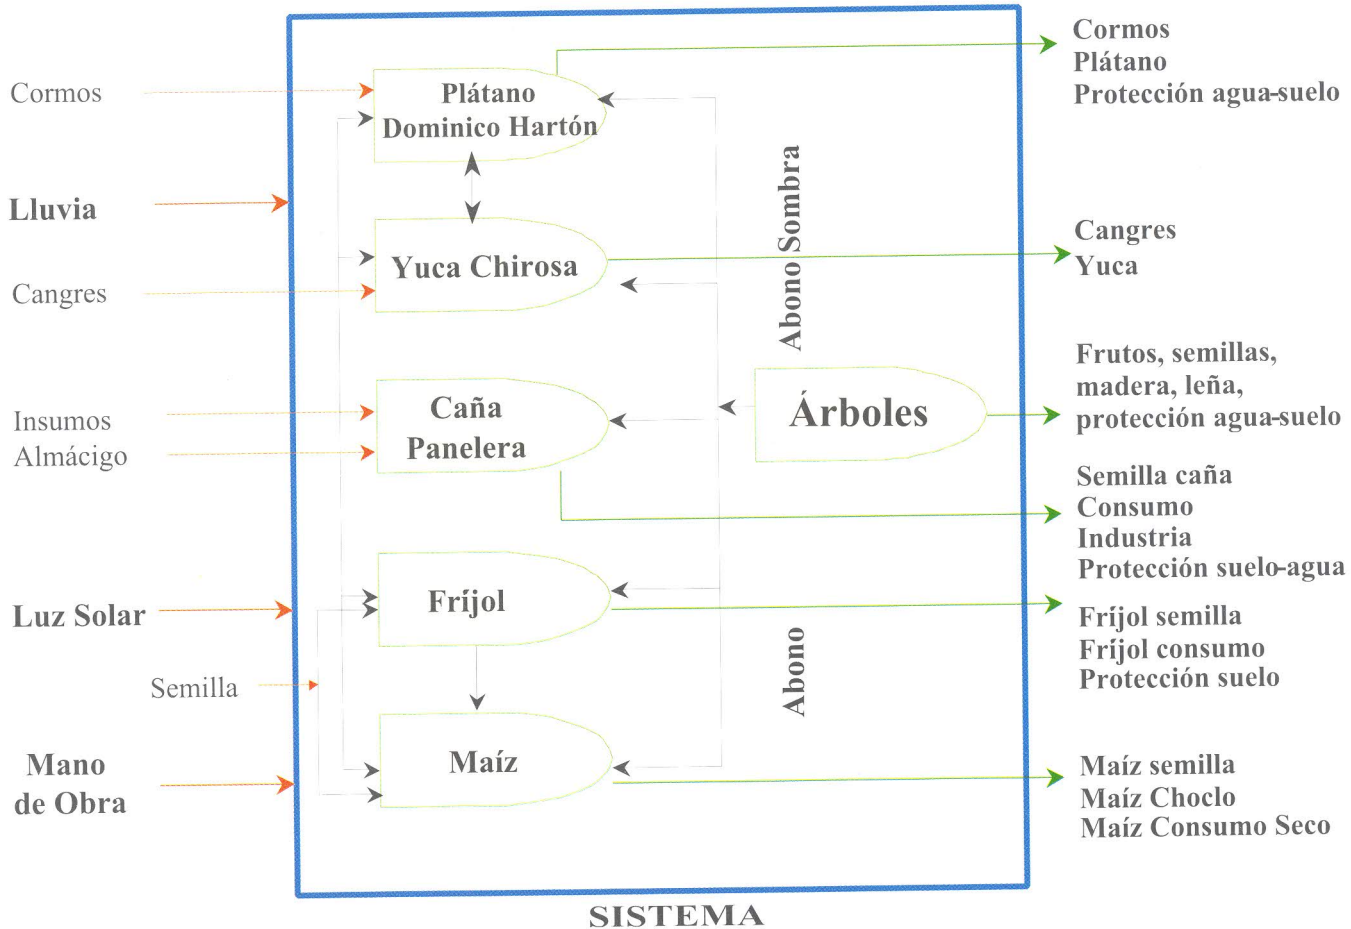 Cormos
Lluvia
Cangres
Insumos
Almácigo
Luz Solar
Semilla
Mano
de Obra
Plátano
Dominico Hartón
Yuca Chirosa
Caña
Panelera
Fríjol
Maíz
Abono Sombra
Árboles
Abono
Cormos
Plátano
Protección agua-suelo
Cangres
Yuca
Frutos, semillas,
madera, leña,
protección agua-suelo
Semilla caña
Consumo
Industria
Protección suelo-agua
Fríjol semilla
Fríjol consumo
Protección suelo
Maíz semilla
Maíz Choclo
Maíz Consumo Seco
SISTEMA